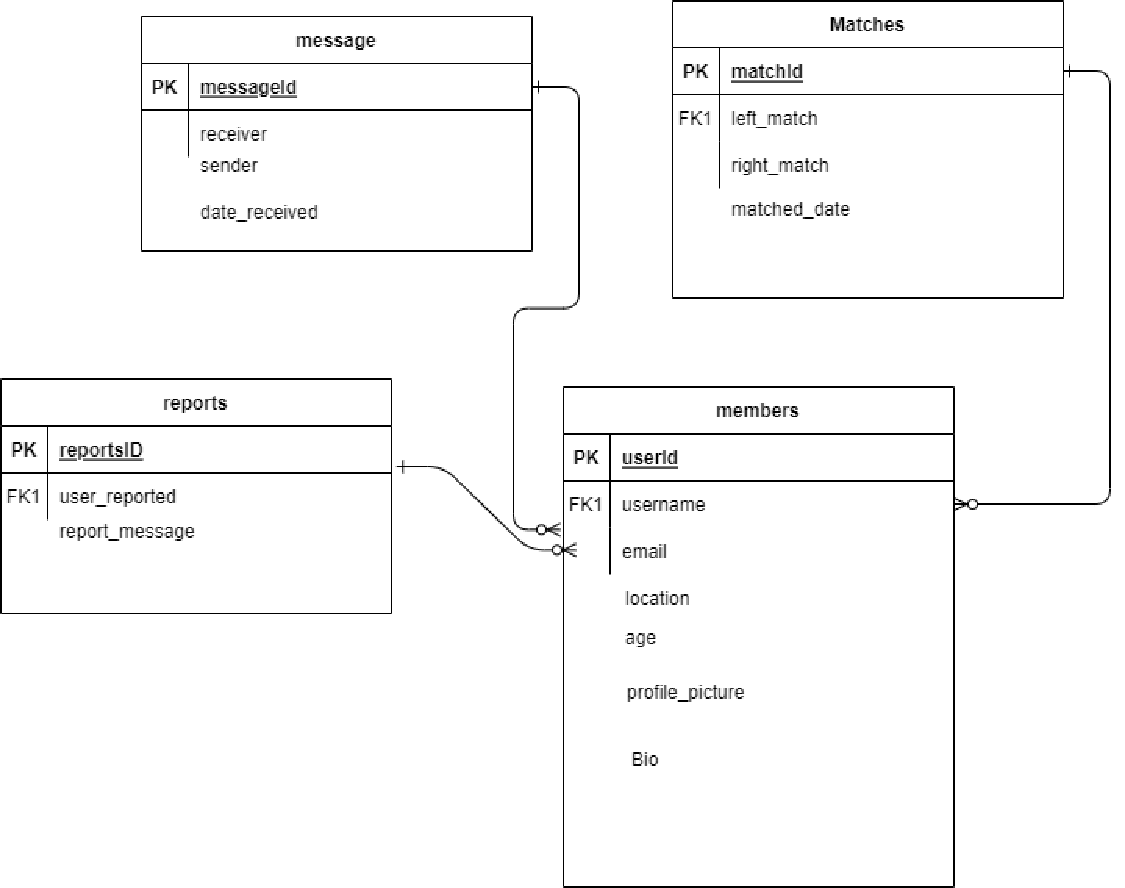 message
PK messageId
receiver
sender
date_received
Matches
PK matchId
FK1 left_match
right_match
matched_date
reports
PK reportsID
FK1 user_reported
report_message
members
PK userId
FK1 username
email
location
age
profile_picture
Bio